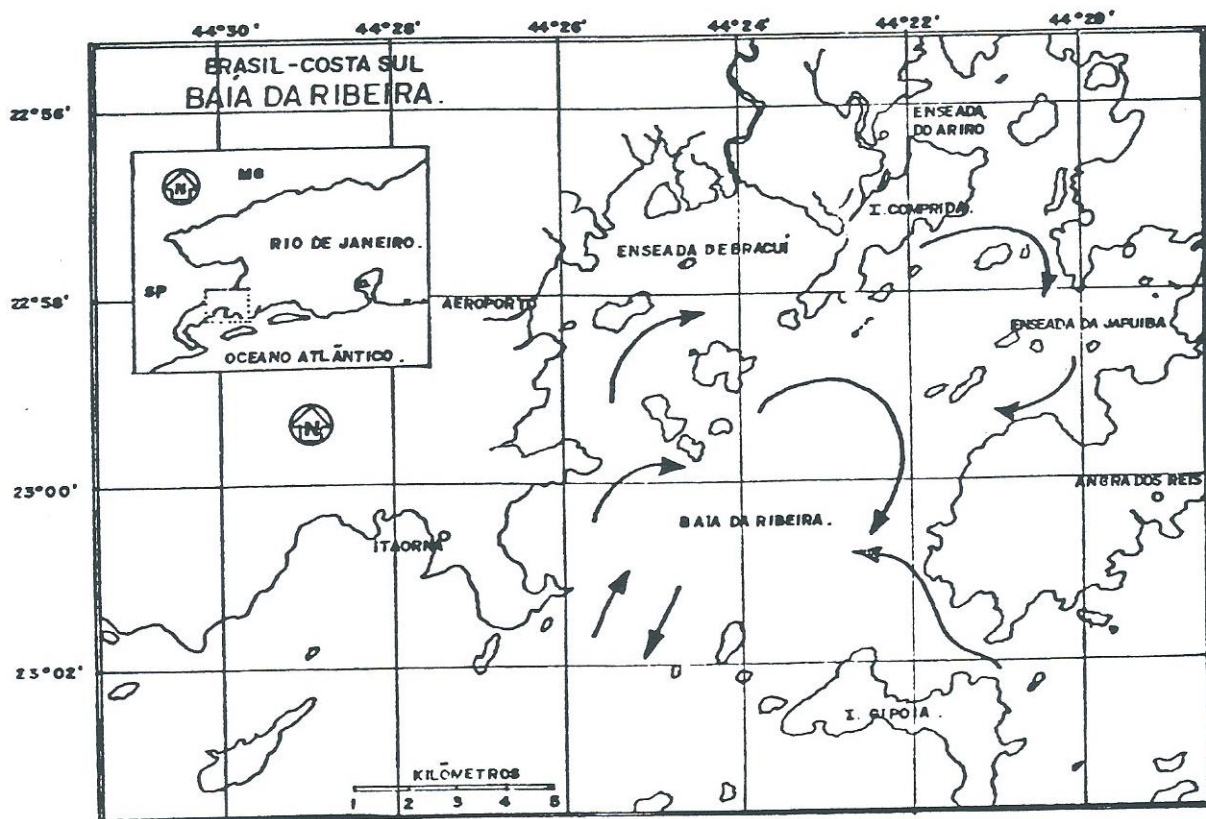 44°30' 44°28' 44°26' 44°24' 44°22' 44°20'
BRASIL-COSTA SUL
BAÍA DA RIBEIRA.
22°56'
ENSEADA
DO ARIRO
N
MG
RIO DE JANEIRO.
SP
OCEANO ATLÂNTICO.
I. COMPRIDA.
ENSEADA DE BRACUÍ
22°58'
AEROPORTO
ENSEADA DA JAPUIBA
N
23°00'
ANGRA DOS REIS
BAIA DA RIBEIRA.
ITAORNA
23°02'
I. GIPOIA.
KILÔMETROS
1 2 3 4 5